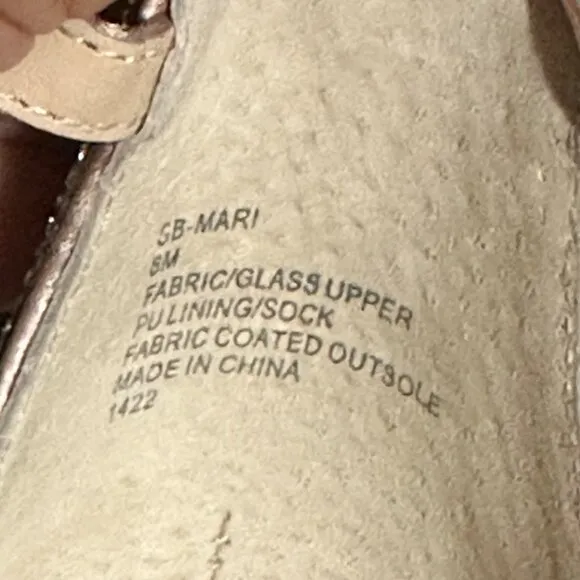 SB-MARI
8M
FABRIC/GLASS UPPER
PU LINING/SOCK
FABRIC COATED OUTSOLE
MADE IN CHINA
1422